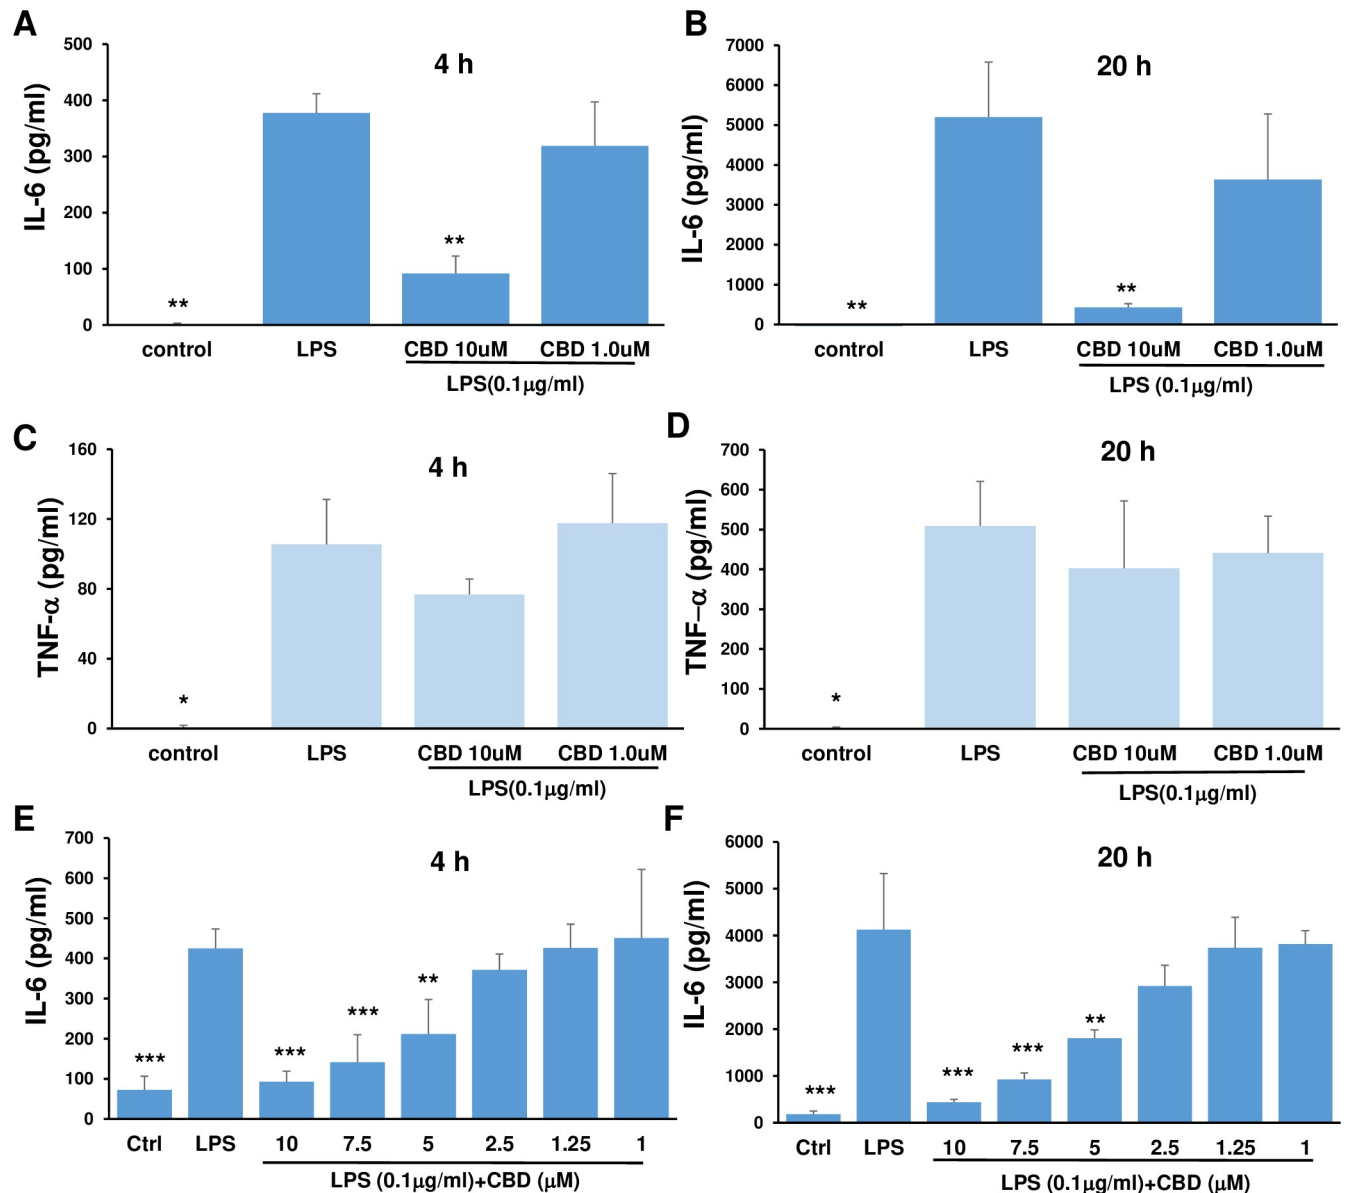 A
4 h
IL-6 (pg/ml)
500
400
300
200
100
0
**
**
control
LPS
CBD 10uM
CBD 1.0uM
LPS(0.1μg/ml)
B
20 h
IL-6 (pg/ml)
7000
6000
5000
4000
3000
2000
1000
0
**
**
control
LPS
CBD 10uM
CBD 1.0uM
LPS (0.1μg/ml)
C
4 h
TNF-α (pg/ml)
160
120
80
40
0
*
control
LPS
CBD 10uM
CBD 1.0uM
LPS(0.1μg/ml)
D
20 h
TNF–α (pg/ml)
700
600
500
400
300
200
100
0
*
control
LPS
CBD 10uM
CBD 1.0uM
LPS(0.1μg/ml)
E
4 h
IL-6 (pg/ml)
700
600
500
400
300
200
100
0
***
***
***
**
Ctrl
LPS
10
7.5
5
2.5
1.25
1
LPS (0.1μg/ml)+CBD (μM)
F
20 h
IL-6 (pg/ml)
6000
5000
4000
3000
2000
1000
0
***
***
***
**
Ctrl
LPS
10
7.5
5
2.5
1.25
1
LPS (0.1μg/ml)+CBD (μM)